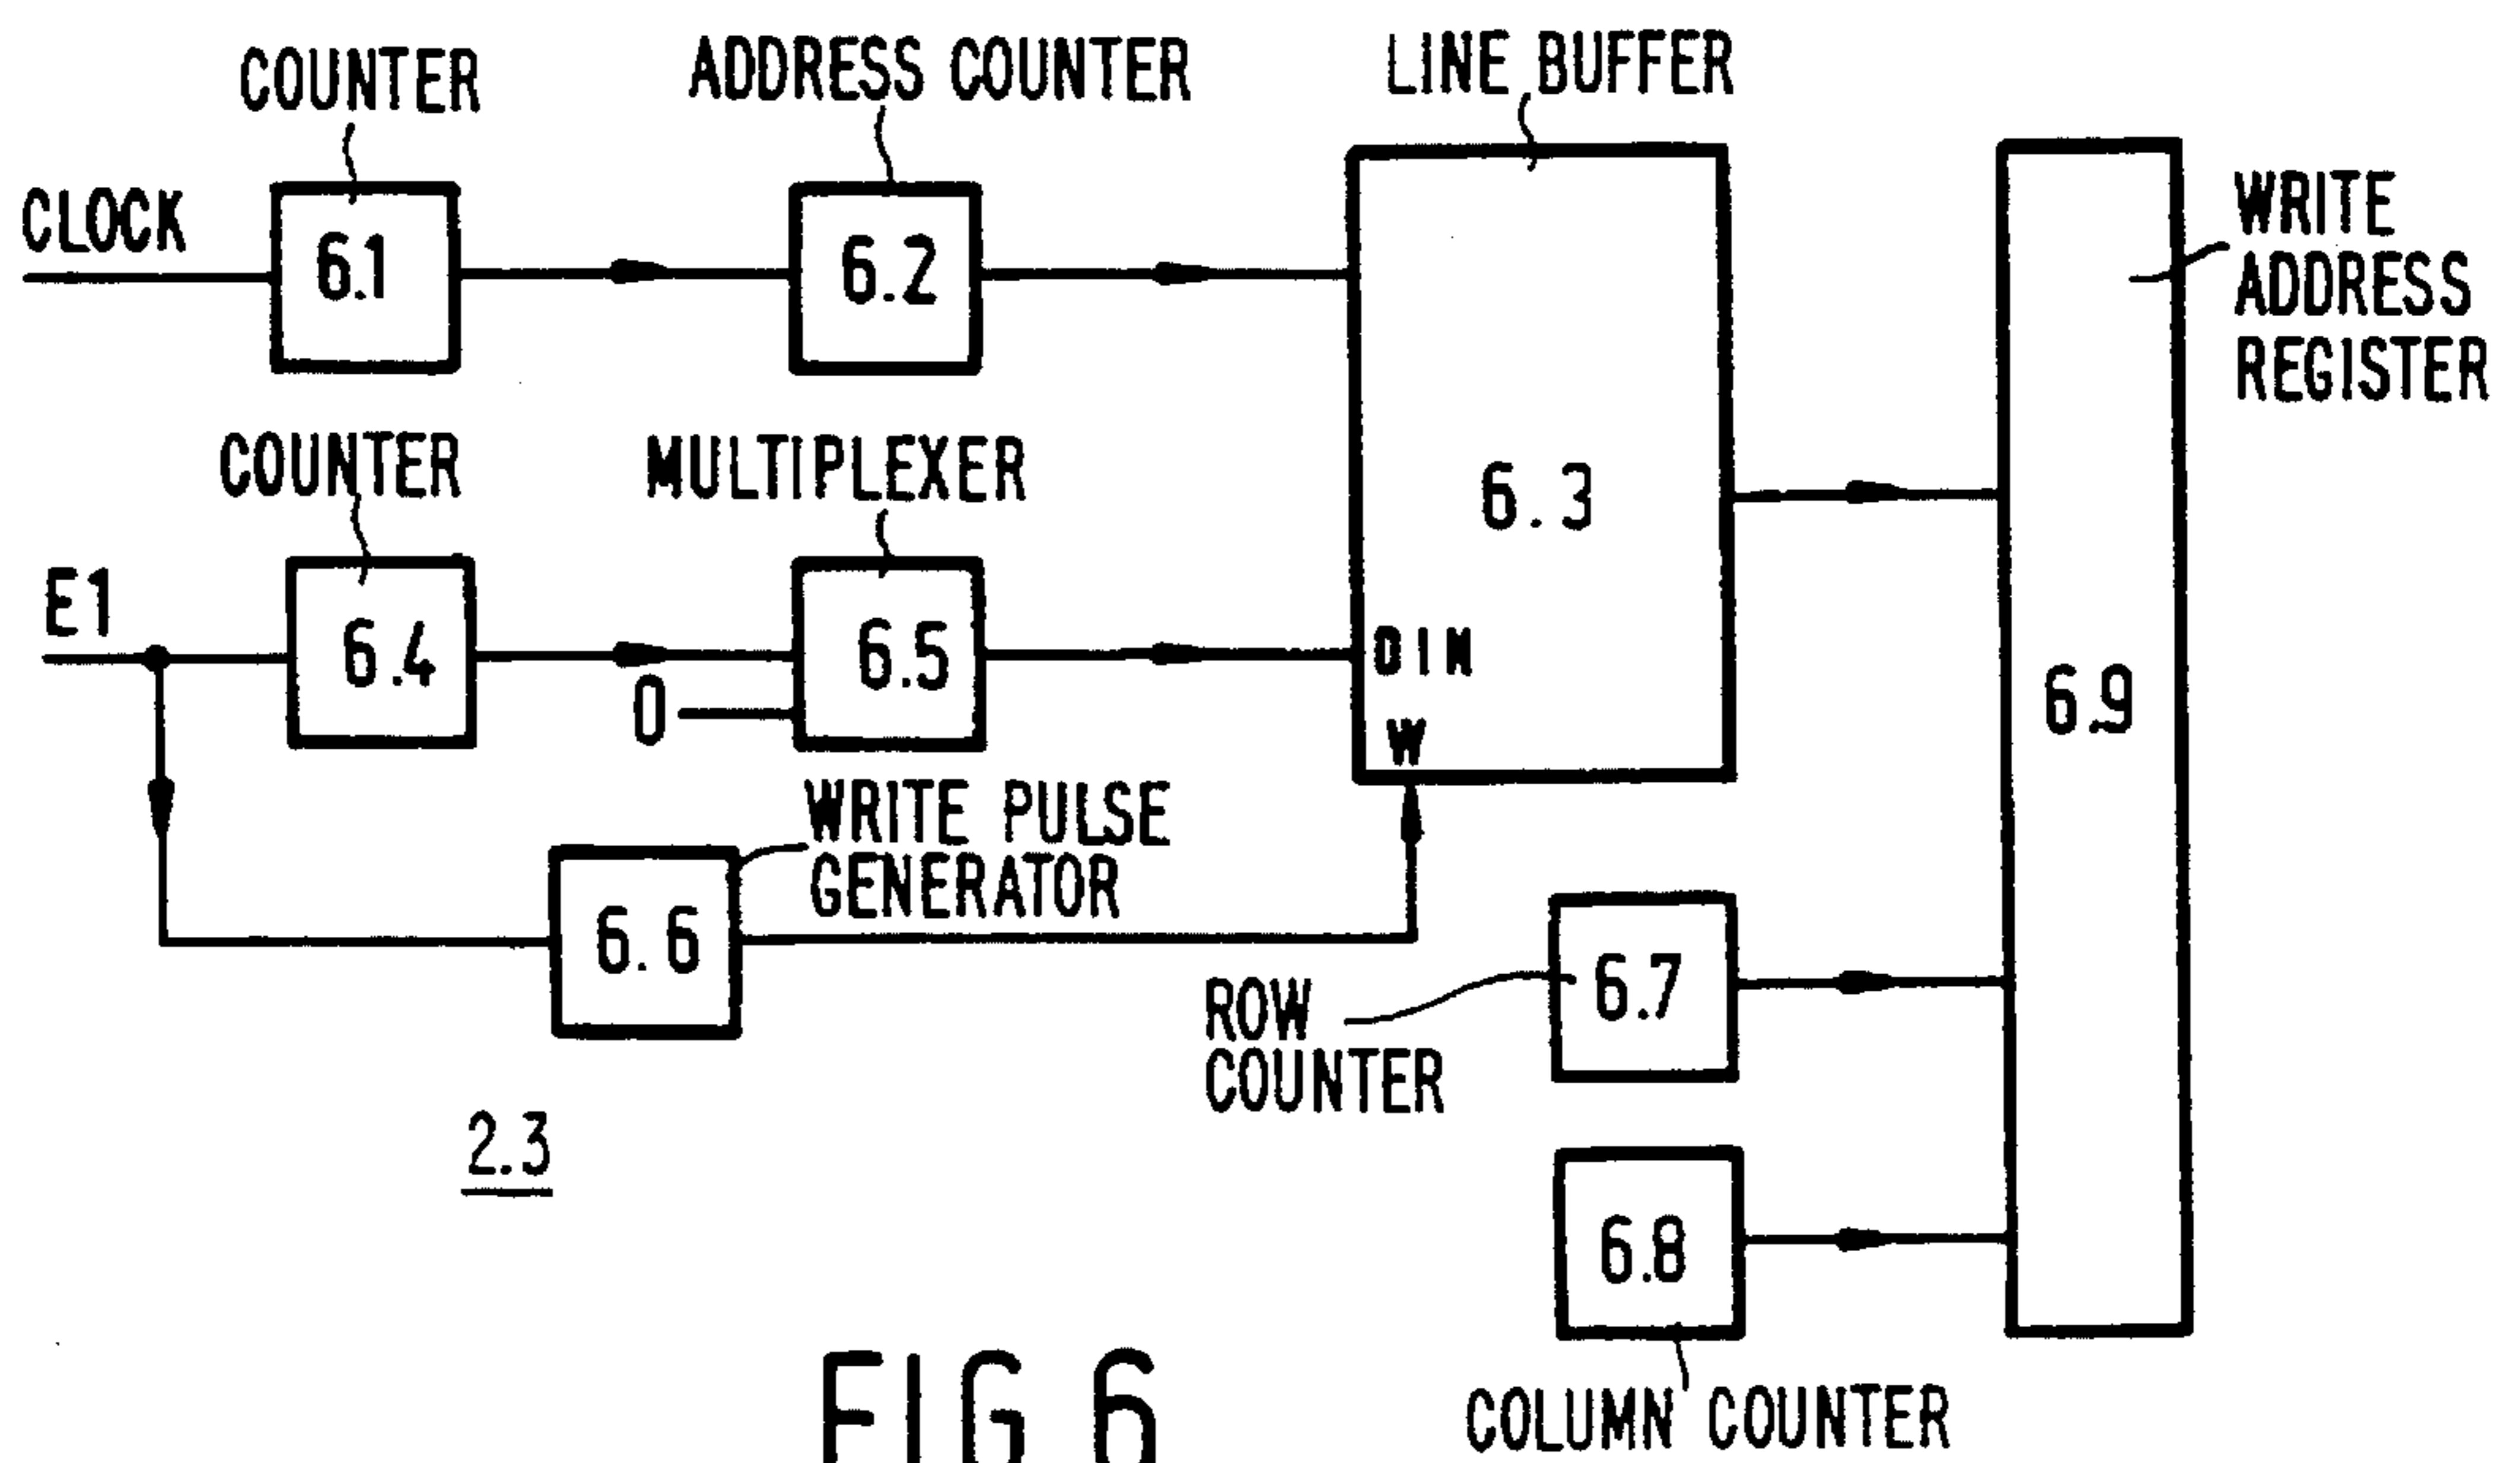 COUNTER
ADDRESS COUNTER
LINE BUFFER
CLOCK
6.1
6.2
WRITE
ADDRESS
REGISTER
COUNTER
MULTIPLEXER
6.3
E1
6.4
6.5
DIN
6.9
0
W
WRITE PULSE
GENERATOR
6.6
6.7
ROW
COUNTER
2.3
6.8
COLUMN COUNTER
FIG 6